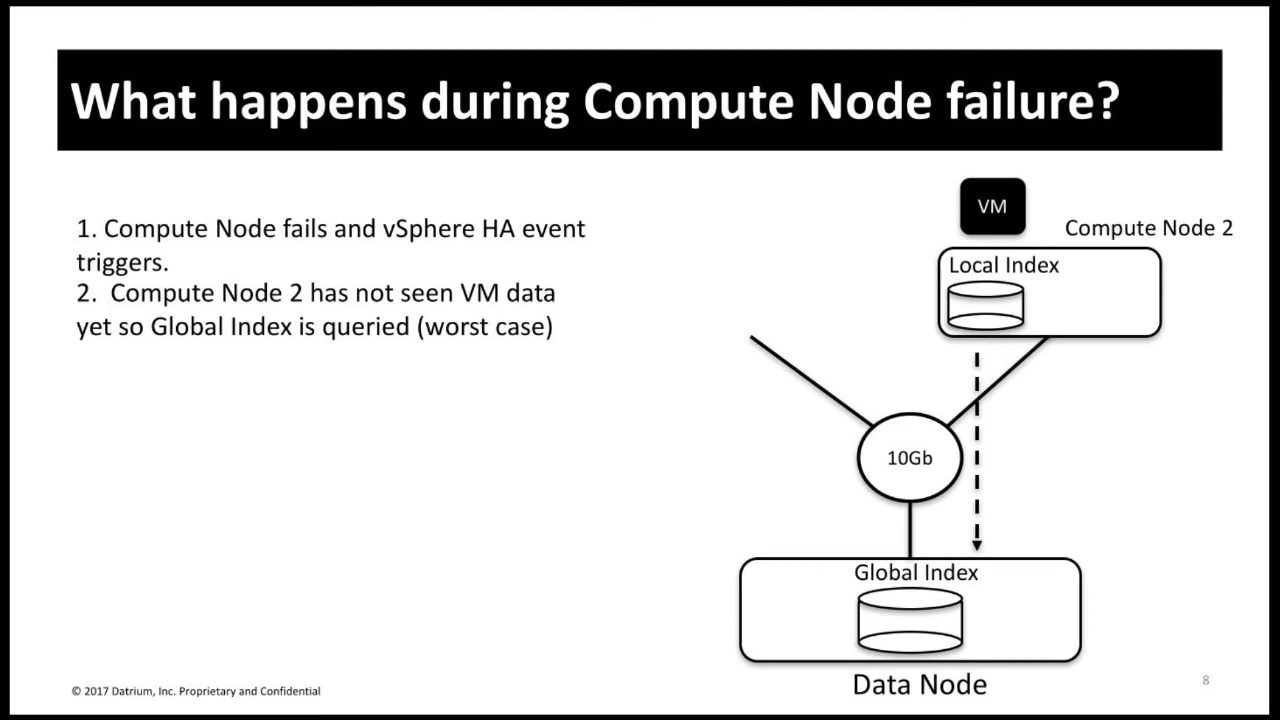 What happens during Compute Node failure?
1. Compute Node fails and vSphere HA event
triggers.
2.  Compute Node 2 has not seen VM data
yet so Global Index is queried (worst case)
VM
Compute Node 2
Local Index
10Gb
Global Index
Data Node
© 2017 Datrium, Inc. Proprietary and Confidential
8